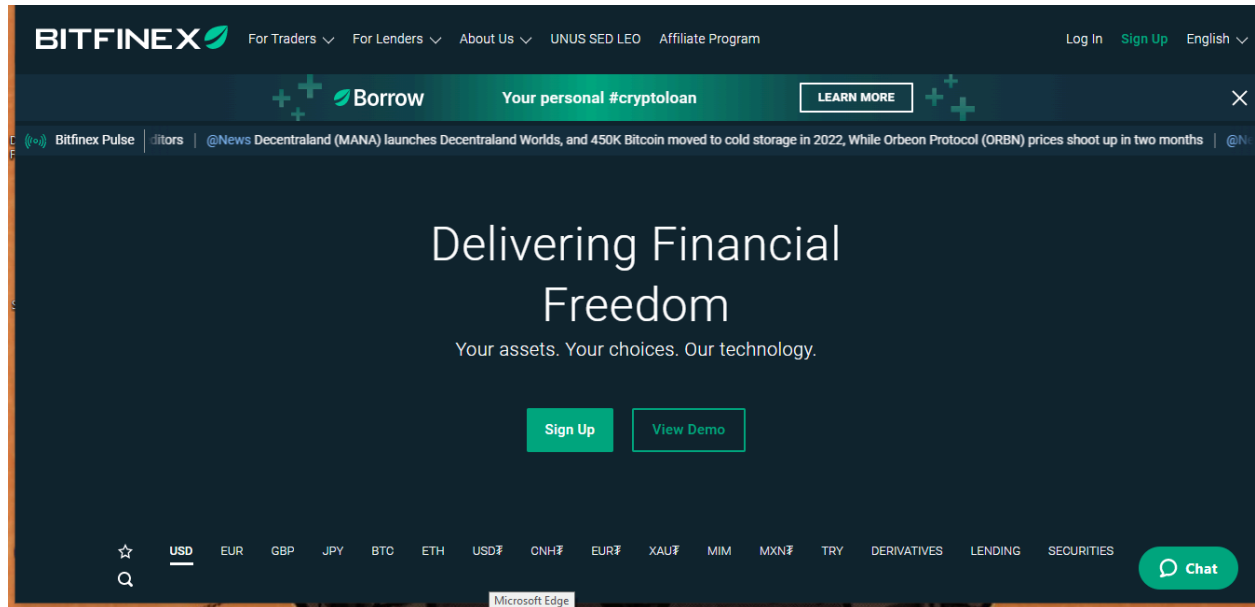 BITFINEX For Traders For Lenders About Us UNUS SED LEO Affiliate Program Log In Sign Up English
Borrow Your personal #cryptoloan LEARN MORE
Bitfinex Pulse ditors | @News Decentraland (MANA) launches Decentraland Worlds, and 450K Bitcoin moved to cold storage in 2022, While Orbeon Protocol (ORBN) prices shoot up in two months | @N
Delivering Financial
Freedom
Your assets. Your choices. Our technology.
Sign Up View Demo
USD EUR GBP JPY BTC ETH USD₮ CNH₮ EUR₮ XAU₮ MIM MXN₮ TRY DERIVATIVES LENDING SECURITIES
Chat
Microsoft Edge